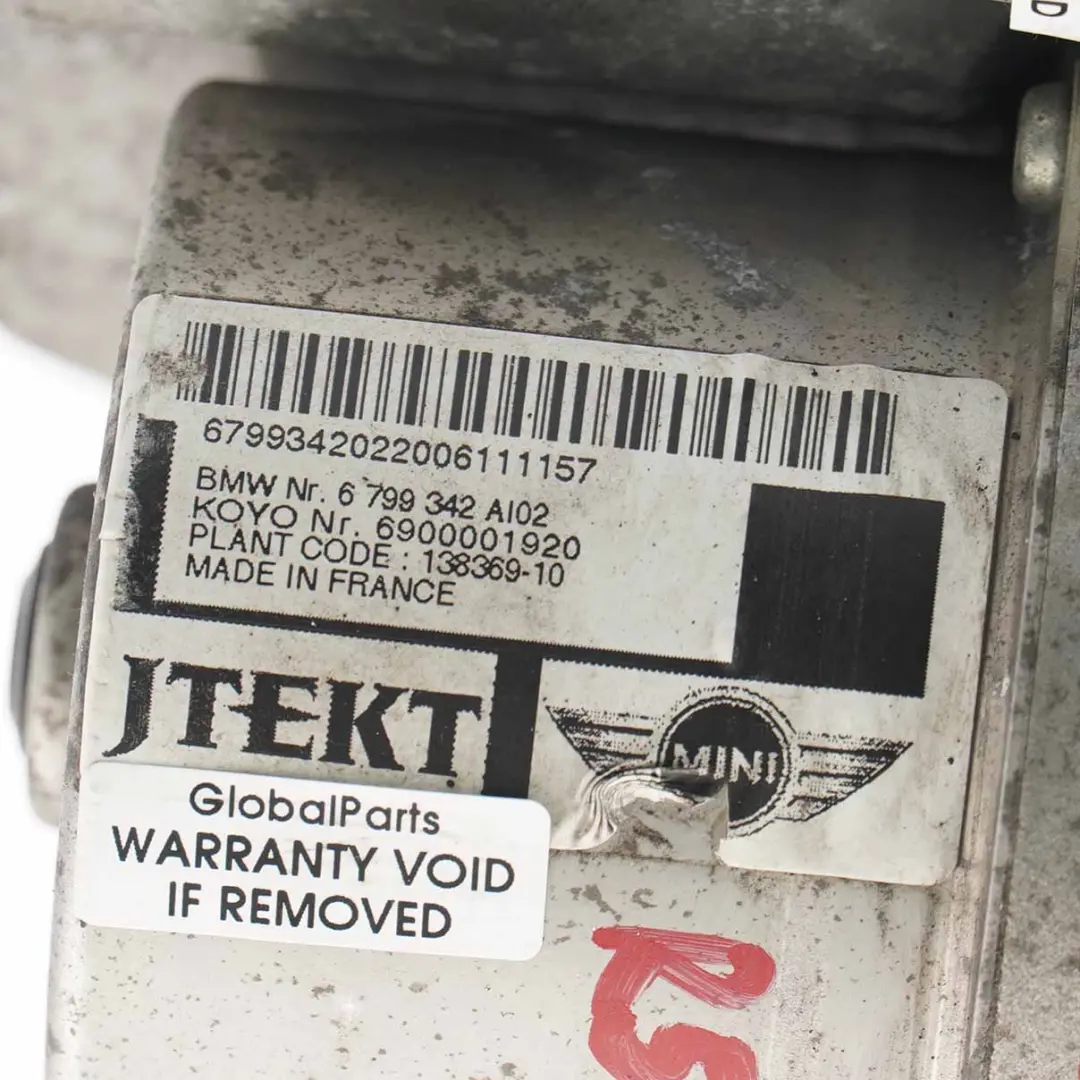 D
6799342022006111157
BMW Nr. 6 799 342 AI02
KOYO Nr. 6900001920
PLANT CODE : 138369-10
MADE IN FRANCE
JTEKT
MINI
GlobalParts
WARRANTY VOID
IF REMOVED